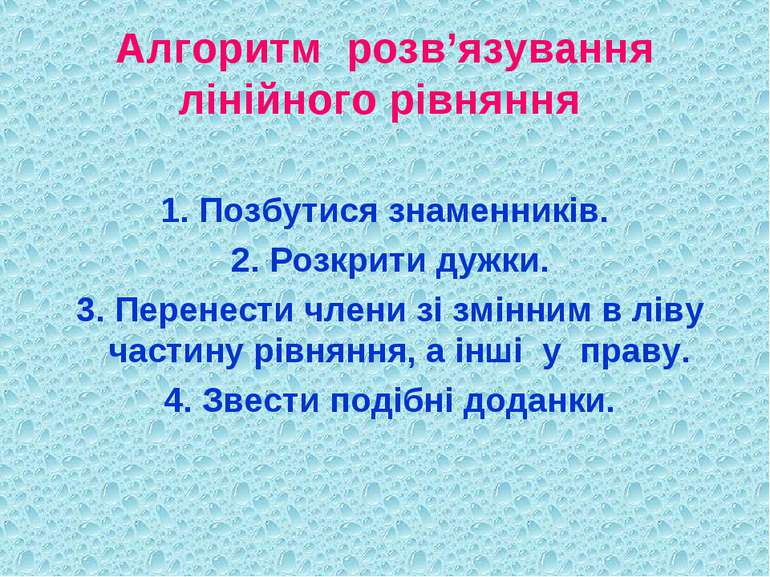 Алгоритм розв’язування
лінійного рівняння
1. Позбутися знаменників.
2. Розкрити дужки.
3. Перенести члени зі змінним в ліву
частину рівняння, а інші у праву.
4. Звести подібні доданки.